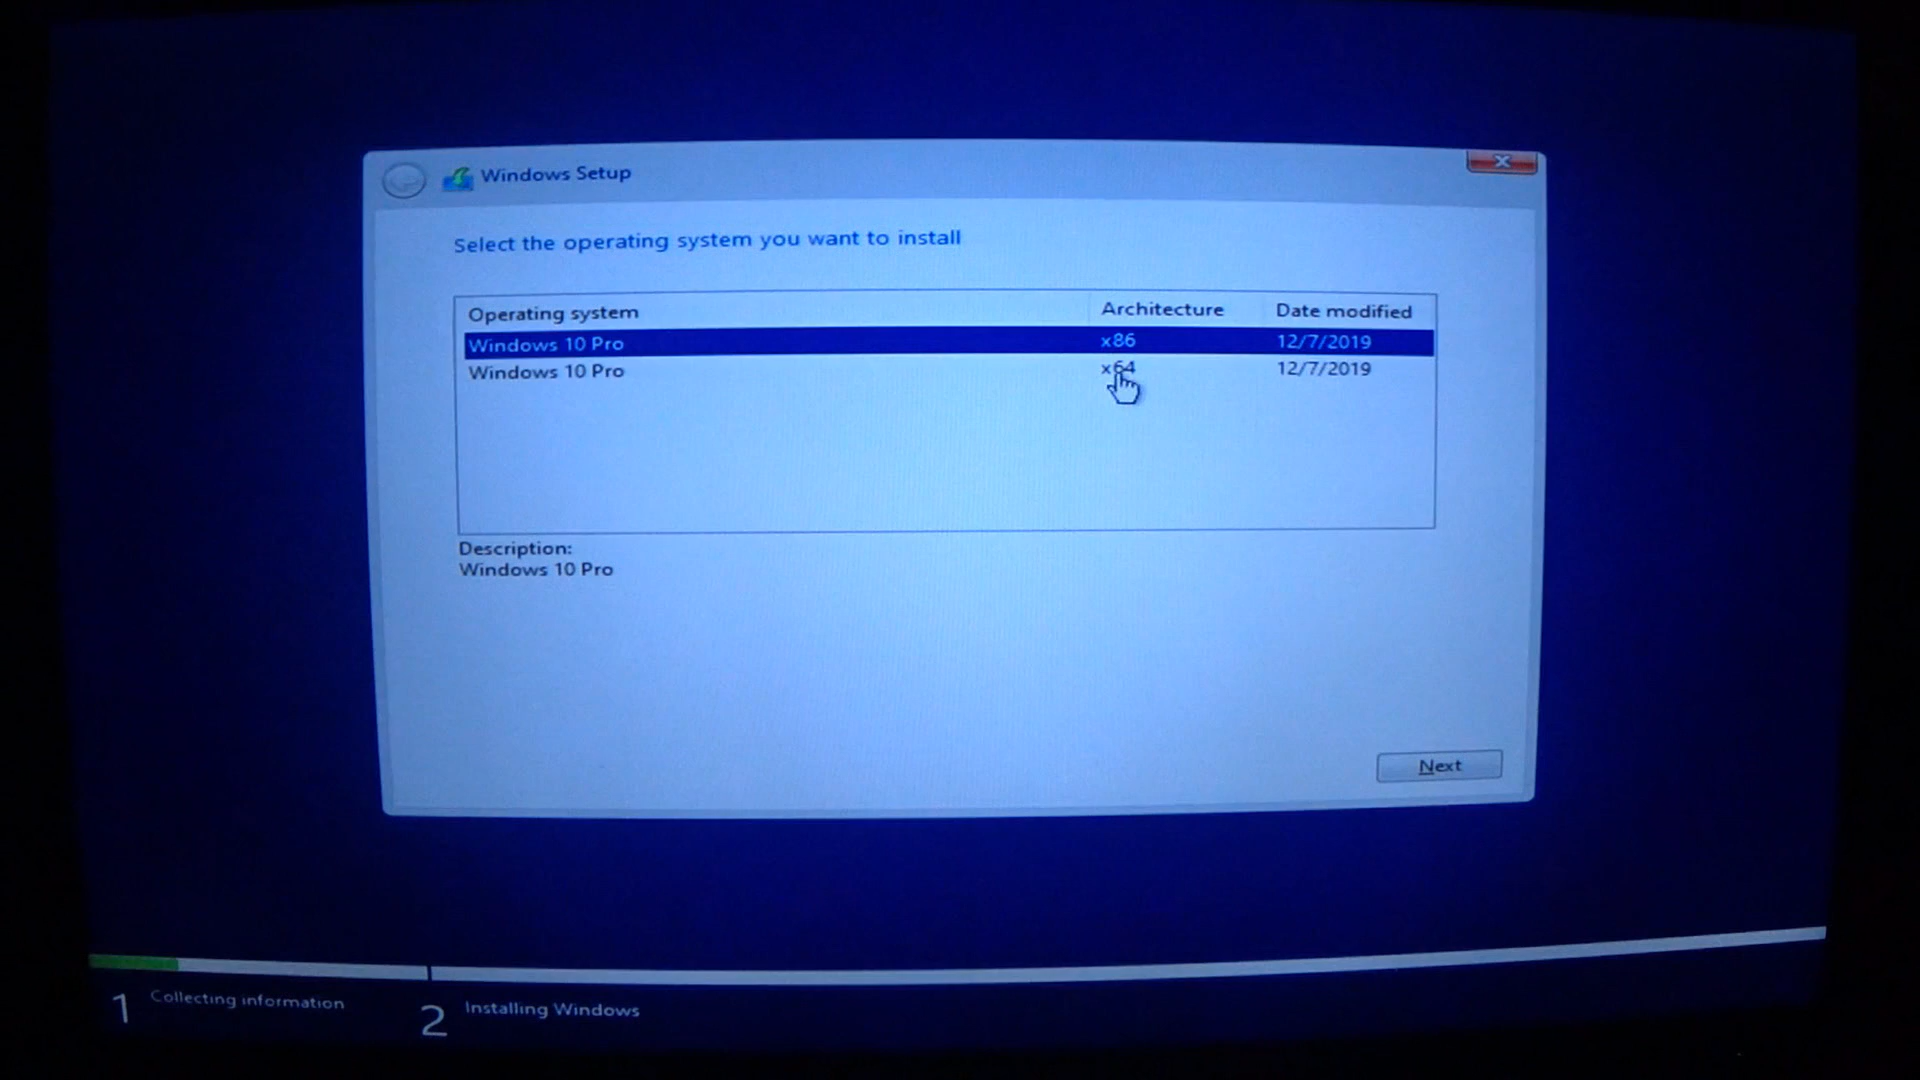 Windows Setup
Select the operating system you want to install
Operating system Architecture Date modified
Windows 10 Pro x86 12/7/2019
Windows 10 Pro x64 12/7/2019
Description:
Windows 10 Pro
Next
1 Collecting information 2 Installing Windows